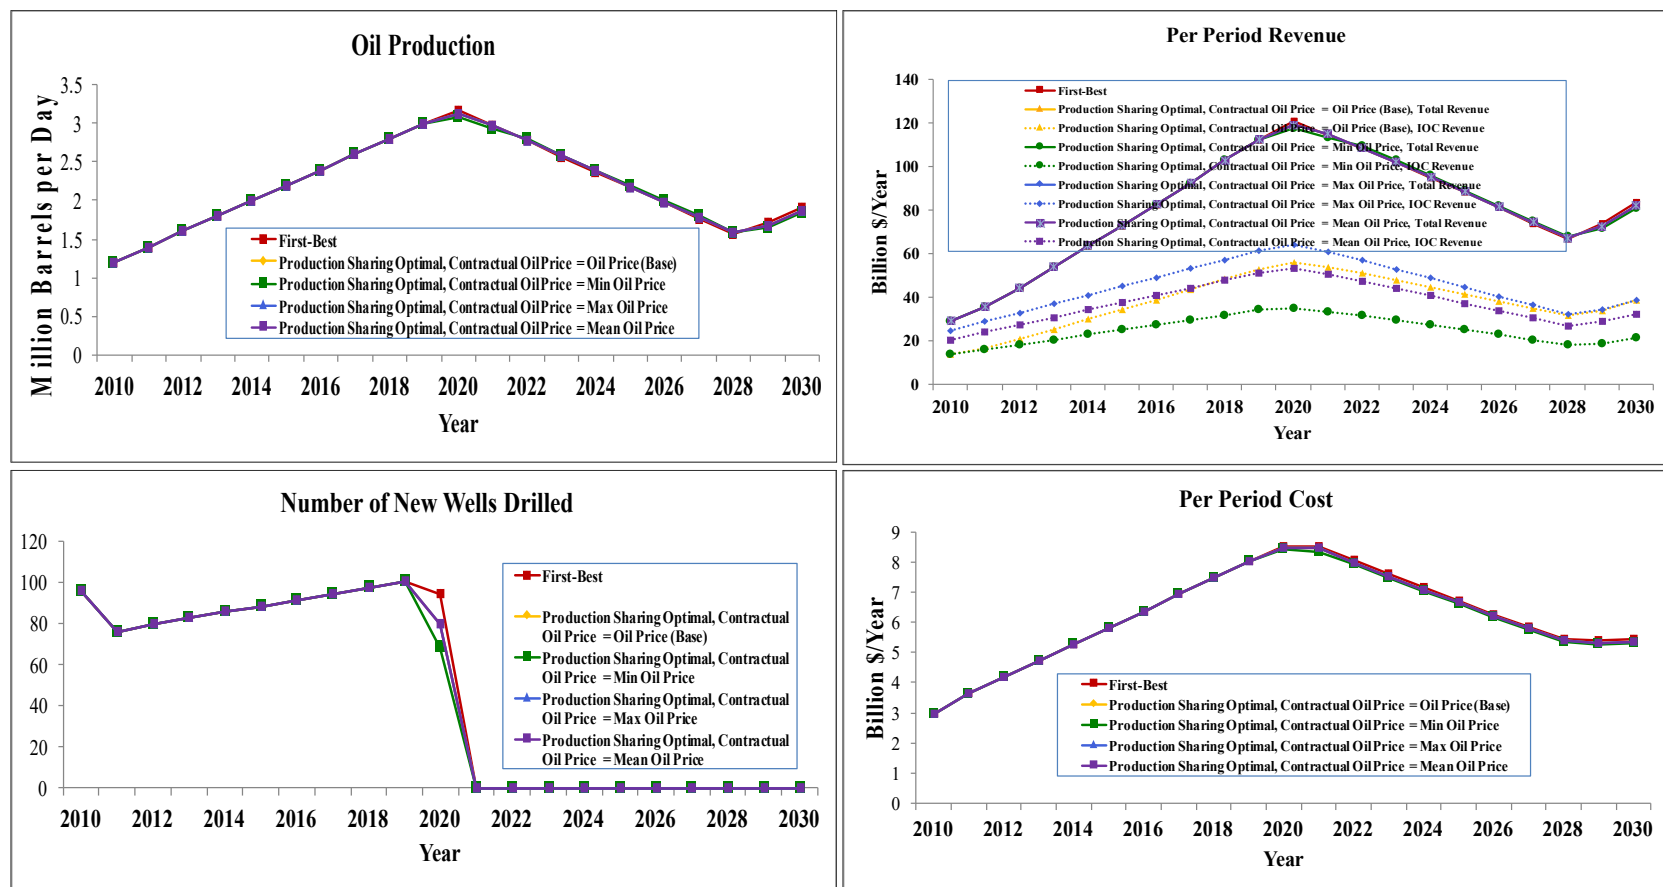 Oil Production
Million Barrels per Day
3.5
3
2.5
2
1.5
1
0.5
0
First-Best
Production Sharing Optimal, Contractual Oil Price = Oil Price (Base)
Production Sharing Optimal, Contractual Oil Price = Min Oil Price
Production Sharing Optimal, Contractual Oil Price = Max Oil Price
Production Sharing Optimal, Contractual Oil Price = Mean Oil Price
2010 2012 2014 2016 2018 2020 2022 2024 2026 2028 2030
Year
Per Period Revenue
Billion $/Year
140
120
100
80
60
40
20
0
First-Best
Production Sharing Optimal, Contractual Oil Price = Oil Price (Base), Total Revenue
Production Sharing Optimal, Contractual Oil Price = Oil Price (Base), IOC Revenue
Production Sharing Optimal, Contractual Oil Price = Min Oil Price, Total Revenue
Production Sharing Optimal, Contractual Oil Price = Min Oil Price, IOC Revenue
Production Sharing Optimal, Contractual Oil Price = Max Oil Price, Total Revenue
Production Sharing Optimal, Contractual Oil Price = Max Oil Price, IOC Revenue
Production Sharing Optimal, Contractual Oil Price = Mean Oil Price, Total Revenue
Production Sharing Optimal, Contractual Oil Price = Mean Oil Price, IOC Revenue
2010 2012 2014 2016 2018 2020 2022 2024 2026 2028 2030
Year
Number of New Wells Drilled
120
100
80
60
40
20
0
First-Best
Production Sharing Optimal, Contractual
Oil Price = Oil Price (Base)
Production Sharing Optimal, Contractual
Oil Price = Min Oil Price
Production Sharing Optimal, Contractual
Oil Price = Max Oil Price
Production Sharing Optimal, Contractual
Oil Price = Mean Oil Price
2010 2012 2014 2016 2018 2020 2022 2024 2026 2028 2030
Year
Per Period Cost
Billion $/Year
9
8
7
6
5
4
3
2
1
0
First-Best
Production Sharing Optimal, Contractual Oil Price = Oil Price (Base)
Production Sharing Optimal, Contractual Oil Price = Min Oil Price
Production Sharing Optimal, Contractual Oil Price = Max Oil Price
Production Sharing Optimal, Contractual Oil Price = Mean Oil Price
2010 2012 2014 2016 2018 2020 2022 2024 2026 2028 2030
Year